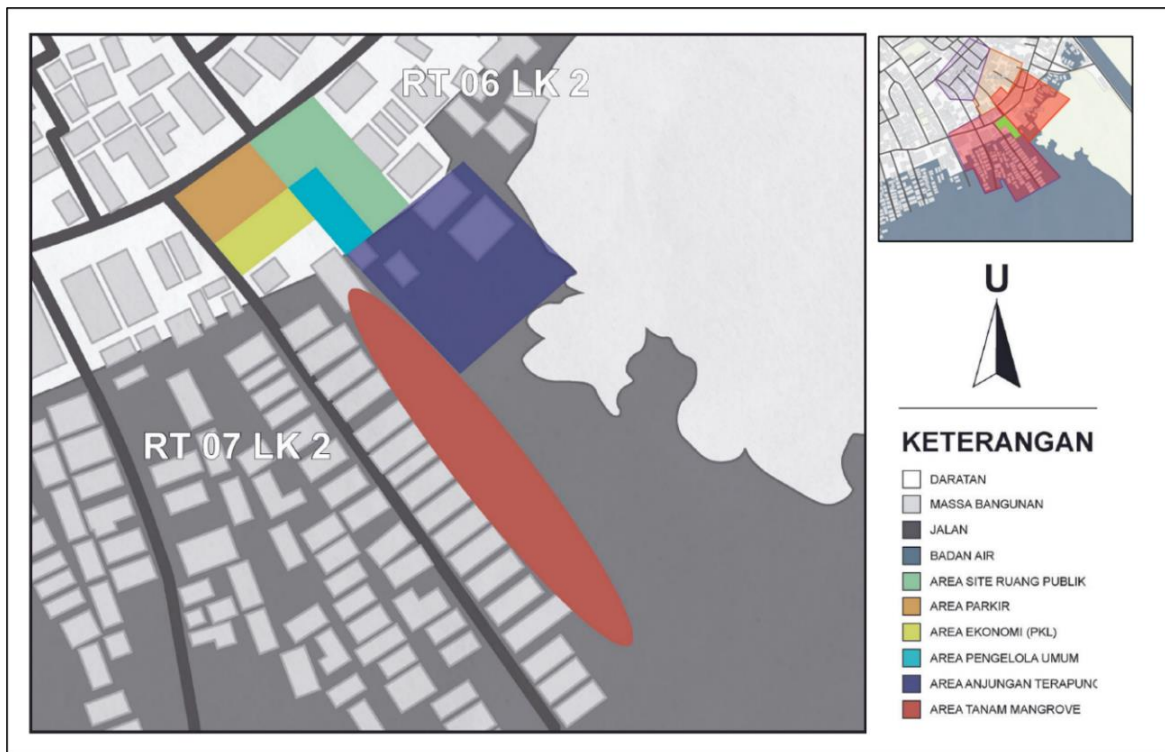 RT 06 LK 2
RT 07 LK 2
U
KETERANGAN
DARATAN
MASSA BANGUNAN
JALAN
BADAN AIR
AREA SITE RUANG PUBLIK
AREA PARKIR
AREA EKONOMI (PKL)
AREA PENGELOLA UMUM
AREA ANJUNGAN TERAPUNG
AREA TANAM MANGROVE